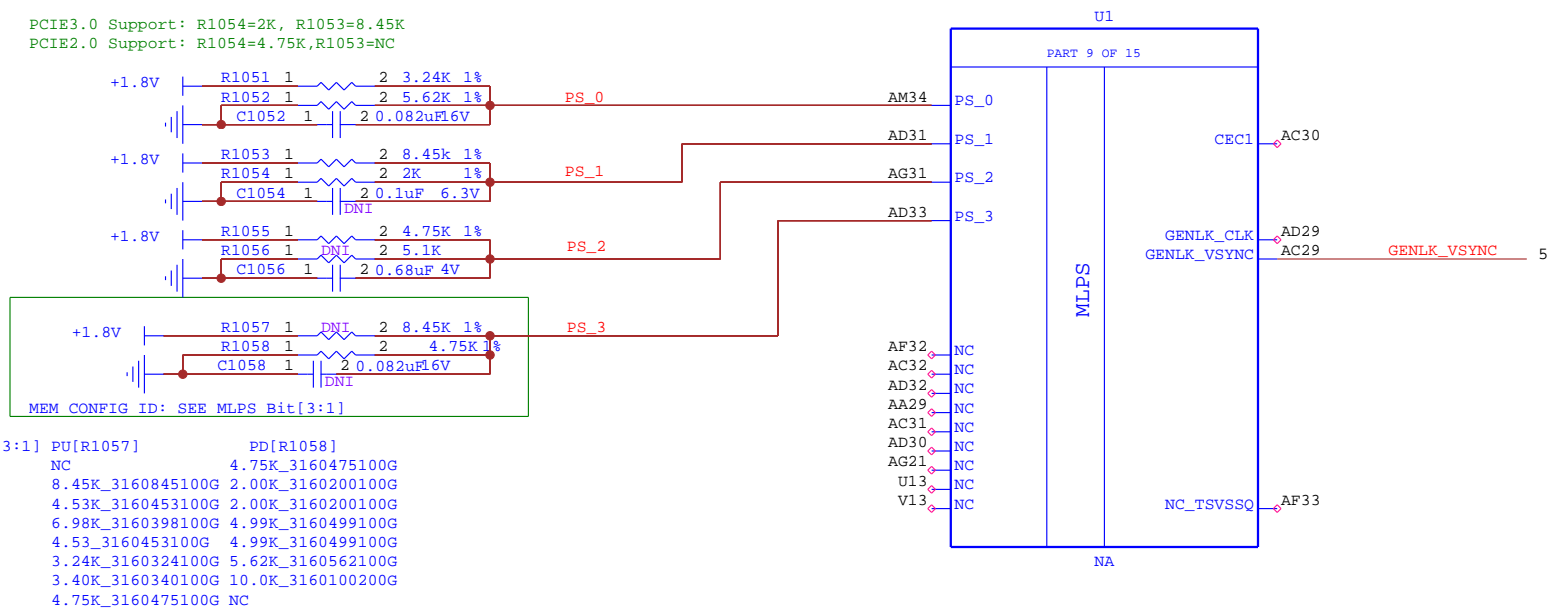 PCIE3.0 Support: R1054=2K, R1053=8.45K
PCIE2.0 Support: R1054=4.75K,R1053=NC
U1
PART 9 OF 15
+1.8V R1051 1 2 3.24K 1%
R1052 1 2 5.62K 1% PS_0 AM34 PS_0
C1052 1 2 0.082uF16V
AD31 PS_1 CEC1 AC30
+1.8V R1053 1 2 8.45k 1%
R1054 1 2 2K 1% PS_1 AG31 PS_2
C1054 1 2 0.1uF 6.3V
DNI
AD33 PS_3
+1.8V R1055 1 2 4.75K 1% GENLK_CLK AD29
R1056 1 DNI 2 5.1K PS_2 GENLK_VSYNC AC29 GENLK_VSYNC 5
C1056 1 2 0.68uF 4V
MLPS
+1.8V R1057 1 DNI 2 8.45K 1% PS_3
R1058 1 2 4.75K 1% AF32 NC
C1058 1 2 0.082uF16V AC32 NC
DNI
AD32 NC
MEM CONFIG ID: SEE MLPS Bit[3:1] AA29 NC
AC31 NC
3:1] PU[R1057] PD[R1058] AD30 NC
NC 4.75K_3160475100G AG21 NC
8.45K_3160845100G 2.00K_3160200100G U13 NC
4.53K_3160453100G 2.00K_3160200100G V13 NC NC_TSVSSQ AF33
6.98K_3160398100G 4.99K_3160499100G
4.53_3160453100G 4.99K_3160499100G
3.24K_3160324100G 5.62K_3160562100G NA
3.40K_3160340100G 10.0K_3160100200G
4.75K_3160475100G NC